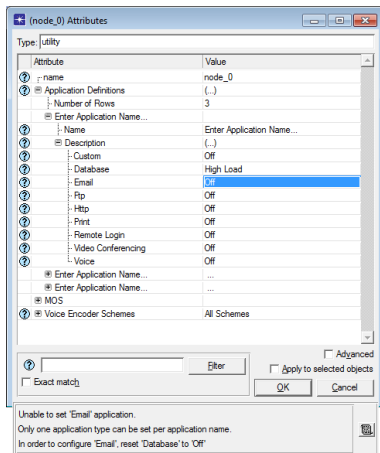 (node_0) Attributes
Type: utility
Attribute Value
name node_0
Application Definitions (...)
Number of Rows 3
Enter Application Name...
Name Enter Application Name...
Description (...)
Custom Off
Database High Load
Email Off
Ftp Off
Http Off
Print Off
Remote Login Off
Video Conferencing Off
Voice Off
Enter Application Name... ...
Enter Application Name... ...
MOS
Voice Encoder Schemes All Schemes
Advanced
Filter
Apply to selected objects
Exact match
OK Cancel
Unable to set 'Email' application.
Only one application type can be set per application name.
In order to configure 'Email', reset 'Database' to 'Off'